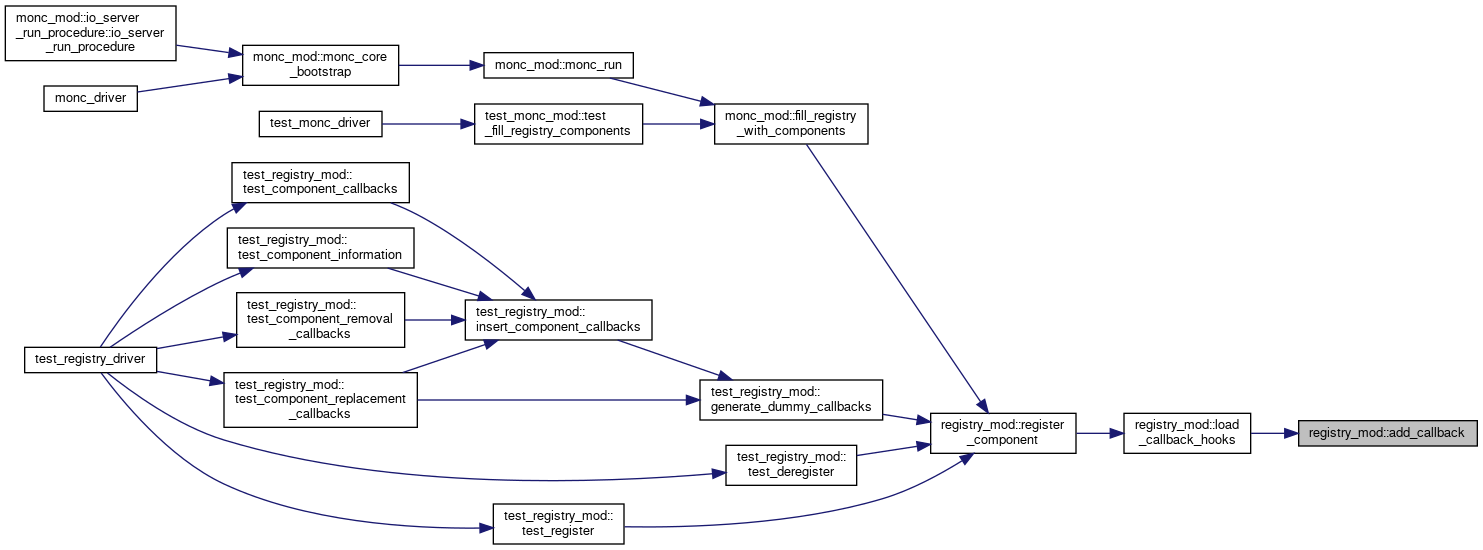 monc_mod::io_server
_run_procedure::io_server
_run_procedure
monc_mod::monc_core
_bootstrap
monc_mod::monc_run
monc_driver
test_monc_driver
test_monc_mod::test
_fill_registry_components
monc_mod::fill_registry
_with_components
test_registry_mod::
test_component_callbacks
test_registry_mod::
test_component_information
test_registry_mod::
test_component_removal
_callbacks
test_registry_mod::
insert_component_callbacks
test_registry_driver
test_registry_mod::
test_component_replacement
_callbacks
test_registry_mod::
generate_dummy_callbacks
registry_mod::register
_component
registry_mod::load
_callback_hooks
registry_mod::add_callback
test_registry_mod::
test_deregister
test_registry_mod::
test_register